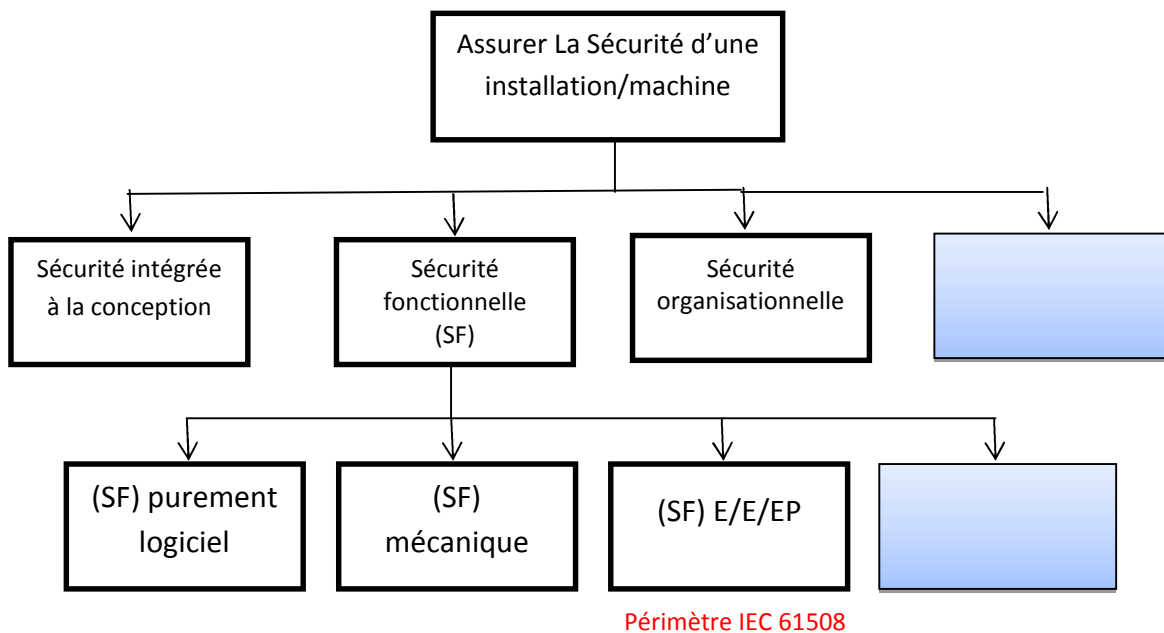 Assurer La Sécurité d’une
installation/machine
Sécurité intégrée
à la conception
Sécurité
fonctionnelle
(SF)
Sécurité
organisationnelle
(SF) purement
logiciel
(SF)
mécanique
(SF) E/E/EP
Périmètre IEC 61508